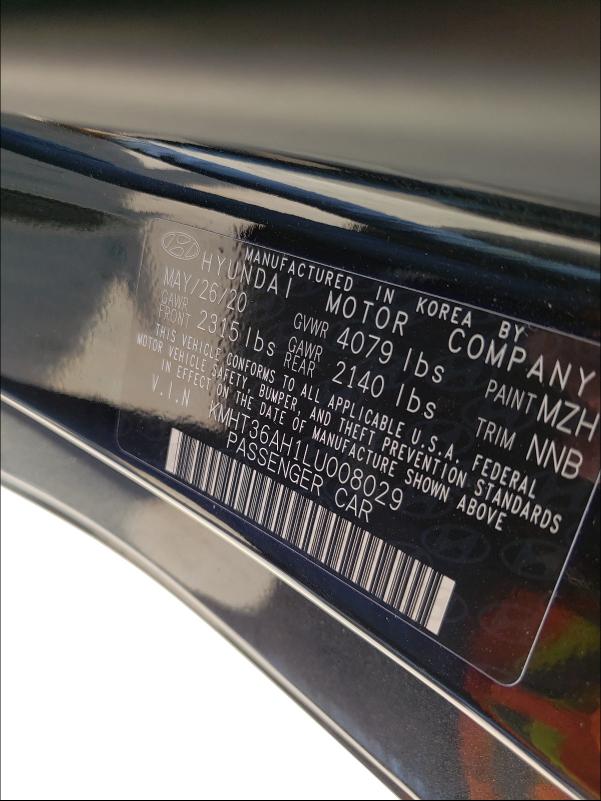 MANUFACTURED IN KOREA BY
HYUNDAI MOTOR COMPANY
MAY/26/20 GVWR 4079 lbs PAINT MZH
GAWR FRONT 2315 lbs GAWR REAR 2140 lbs TRIM NNB
THIS VEHICLE CONFORMS TO ALL APPLICABLE U.S.A. FEDERAL
MOTOR VEHICLE SAFETY, BUMPER, AND THEFT PREVENTION STANDARDS
IN EFFECT ON THE DATE OF MANUFACTURE SHOWN ABOVE
V.I.N KMHT36AH1LU008029
PASSENGER CAR